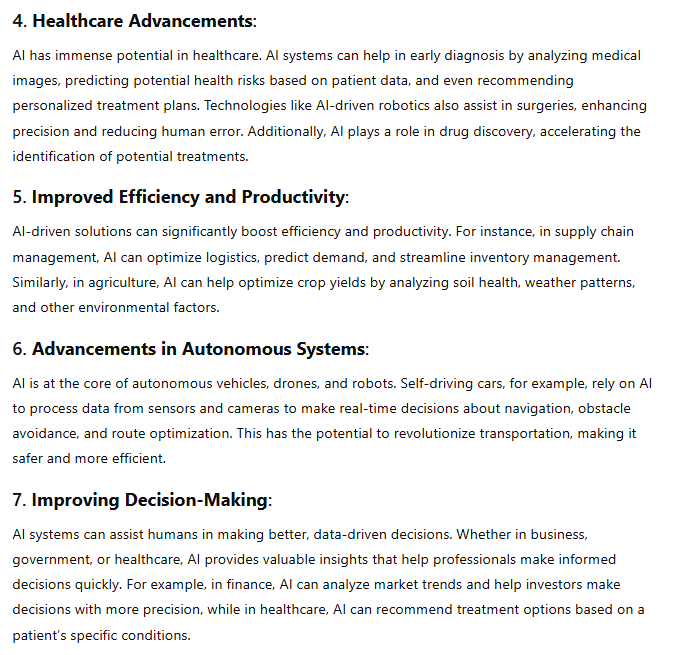 4. Healthcare Advancements:
AI has immense potential in healthcare. AI systems can help in early diagnosis by analyzing medical
images, predicting potential health risks based on patient data, and even recommending
personalized treatment plans. Technologies like AI-driven robotics also assist in surgeries, enhancing
precision and reducing human error. Additionally, AI plays a role in drug discovery, accelerating the
identification of potential treatments.
5. Improved Efficiency and Productivity:
AI-driven solutions can significantly boost efficiency and productivity. For instance, in supply chain
management, AI can optimize logistics, predict demand, and streamline inventory management.
Similarly, in agriculture, AI can help optimize crop yields by analyzing soil health, weather patterns,
and other environmental factors.
6. Advancements in Autonomous Systems:
AI is at the core of autonomous vehicles, drones, and robots. Self-driving cars, for example, rely on AI
to process data from sensors and cameras to make real-time decisions about navigation, obstacle
avoidance, and route optimization. This has the potential to revolutionize transportation, making it
safer and more efficient.
7. Improving Decision-Making:
AI systems can assist humans in making better, data-driven decisions. Whether in business,
government, or healthcare, AI provides valuable insights that help professionals make informed
decisions quickly. For example, in finance, AI can analyze market trends and help investors make
decisions with more precision, while in healthcare, AI can recommend treatment options based on a
patient's specific conditions.